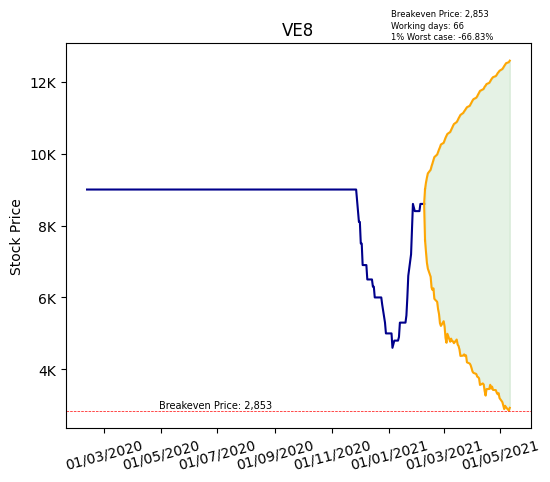 Breakeven Price: 2,853
Working days: 66
1% Worst case: -66.83%
VE8
12K
10K
8K
6K
4K
Stock Price
Breakeven Price: 2,853
01/03/2020 01/05/2020 01/07/2020 01/09/2020 01/11/2020 01/01/2021 01/03/2021 01/05/2021